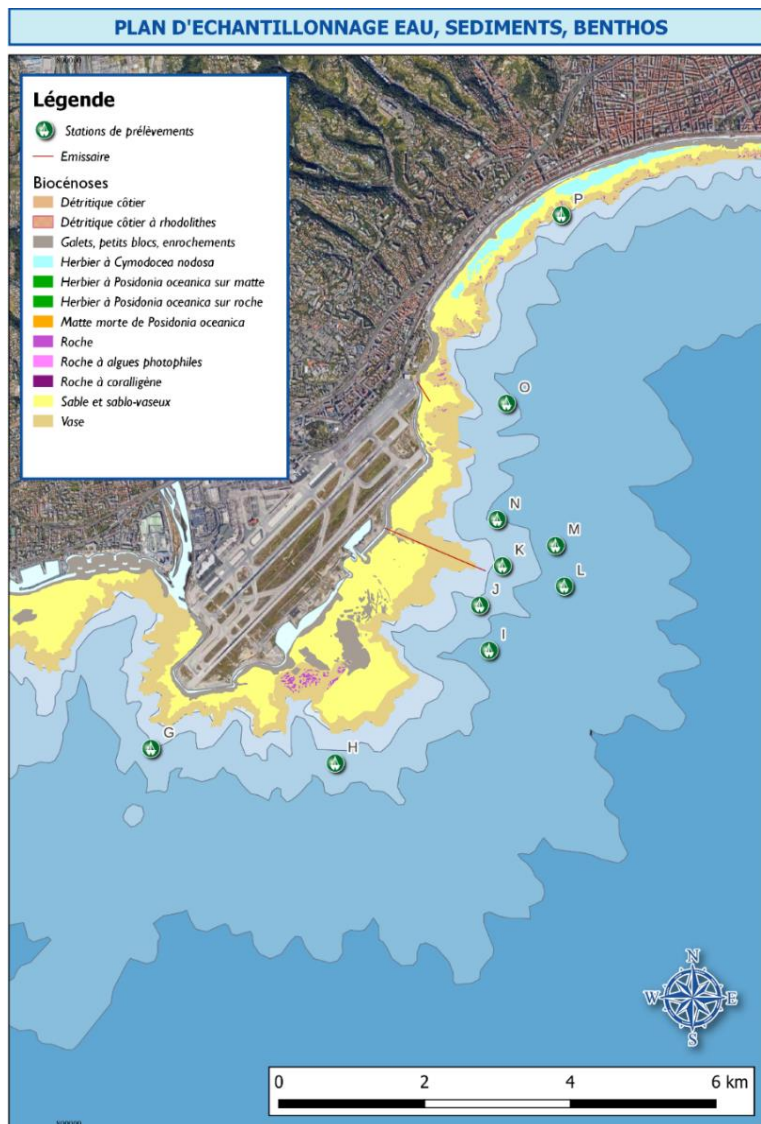 PLAN D'ECHANTILLONNAGE EAU, SEDIMENTS, BENTHOS
Légende
Stations de prélèvements
Emissaire
Biocénoses
Détritique côtier
Détritique côtier à rhodolithes
Galets, petits blocs, enrochements
Herbier à Cymodocea nodosa
Herbier à Posidonia oceanica sur matte
Herbier à Posidonia oceanica sur roche
Matte morte de Posidonia oceanica
Roche
Roche à algues photophiles
Roche à coralligène
Sable et sablo-vaseux
Vase
P
O
N
M
K
L
J
I
G
H
N
W E
S
0 2 4 6 km